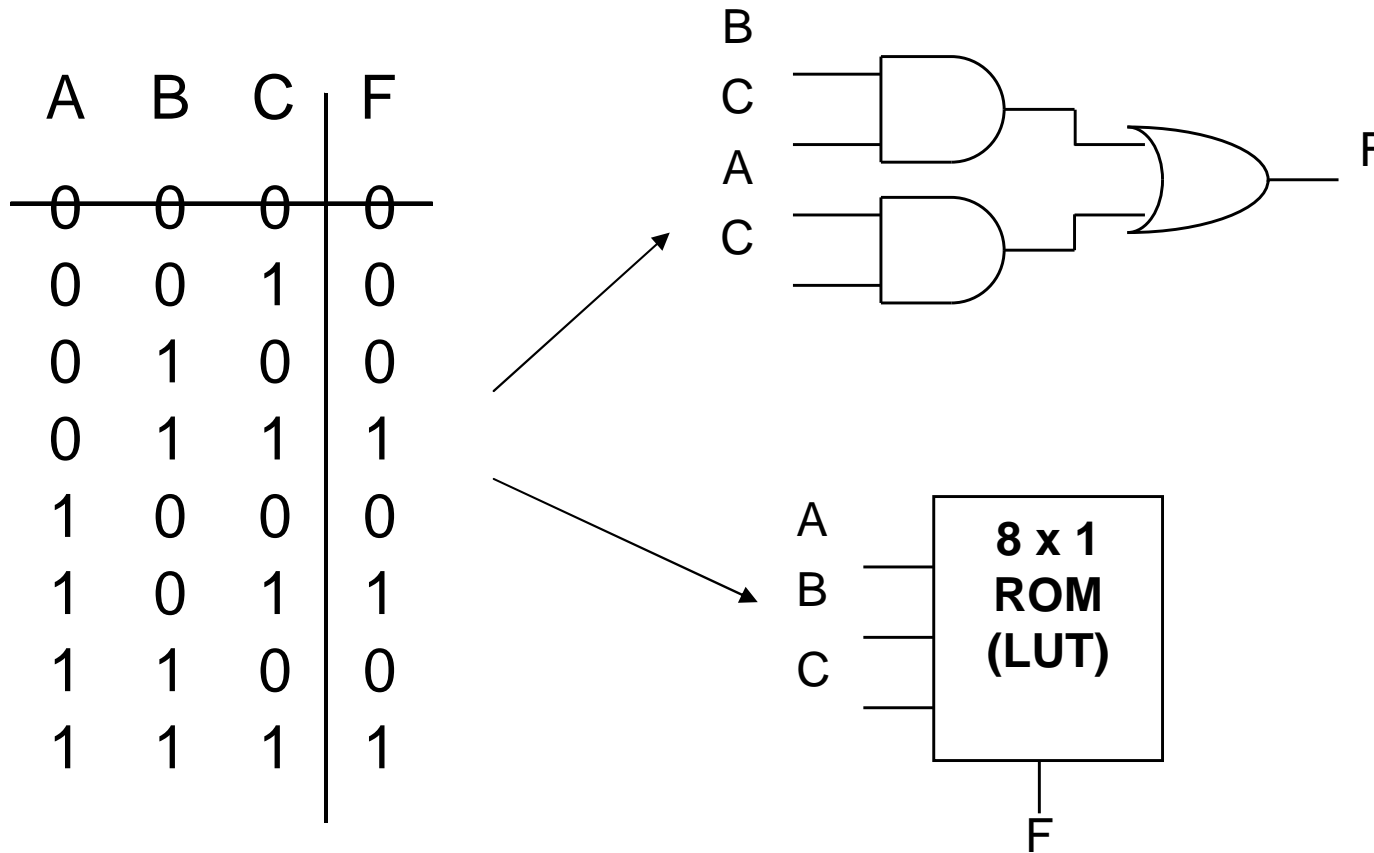 A B C F
0 0 0 0
0 0 1 0
0 1 0 0
0 1 1 1
1 0 0 0
1 0 1 1
1 1 0 0
1 1 1 1
B
C
A
C
F
A
B
C
8 x 1
ROM
(LUT)
F